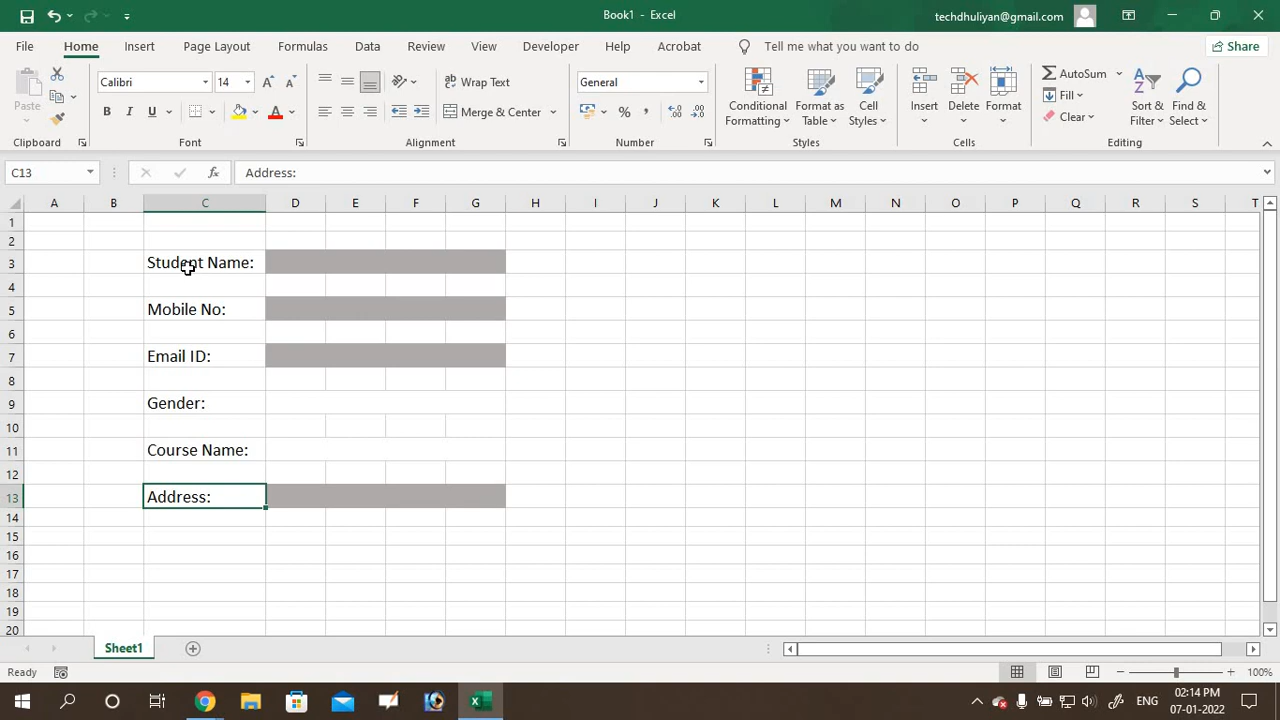 Book1 - Excel
techdhuliyan@gmail.com
File Home Insert Page Layout Formulas Data Review View Developer Help Acrobat Tell me what you want to do Share
Paste
Clipboard
Calibri 14
B I U
Font
Wrap Text
Merge & Center
Alignment
General
%
Number
Conditional Formatting
Format as Table
Cell Styles
Styles
Insert
Delete
Format
Cells
AutoSum
Fill
Clear
Sort & Filter
Find & Select
Editing
C13 fx Address:
A B C D E F G H I J K L M N O P Q R S T
1
2
3 Student Name:
4
5 Mobile No:
6
7 Email ID:
8
9 Gender:
10
11 Course Name:
12
13 Address:
14
15
16
17
18
19
20
Sheet1
Ready 100%
ENG 02:14 PM
07-01-2022